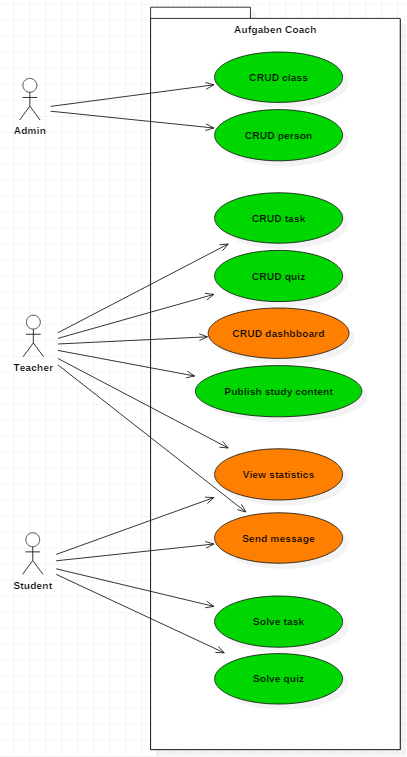 Aufgaben Coach
CRUD class
Admin
CRUD person
CRUD task
CRUD quiz
CRUD dashbboard
Teacher
Publish study content
View statistics
Send message
Student
Solve task
Solve quiz